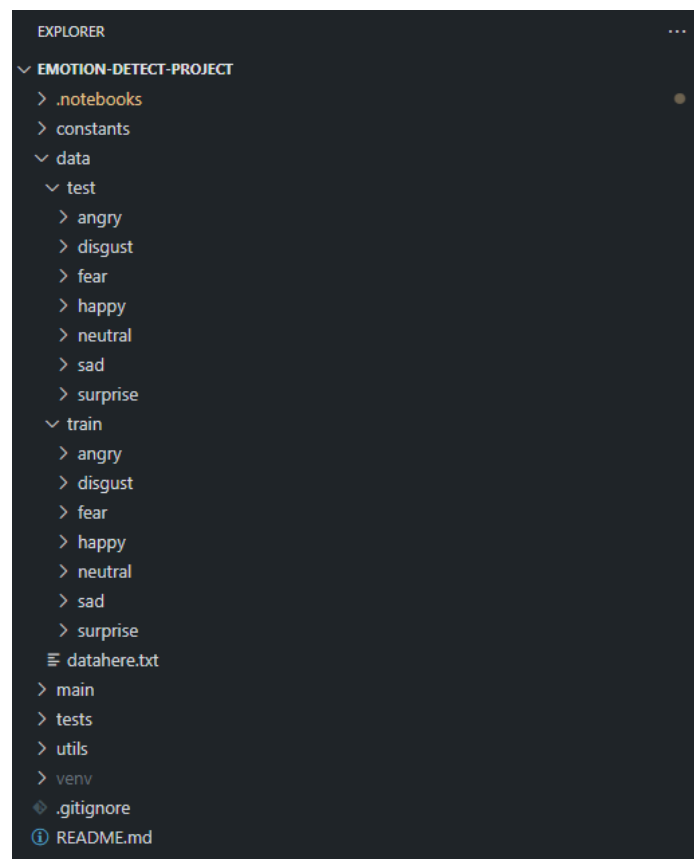 EXPLORER
EMOTION-DETECT-PROJECT
.notebooks
constants
data
test
angry
disgust
fear
happy
neutral
sad
surprise
train
angry
disgust
fear
happy
neutral
sad
surprise
datahere.txt
main
tests
utils
venv
.gitignore
README.md